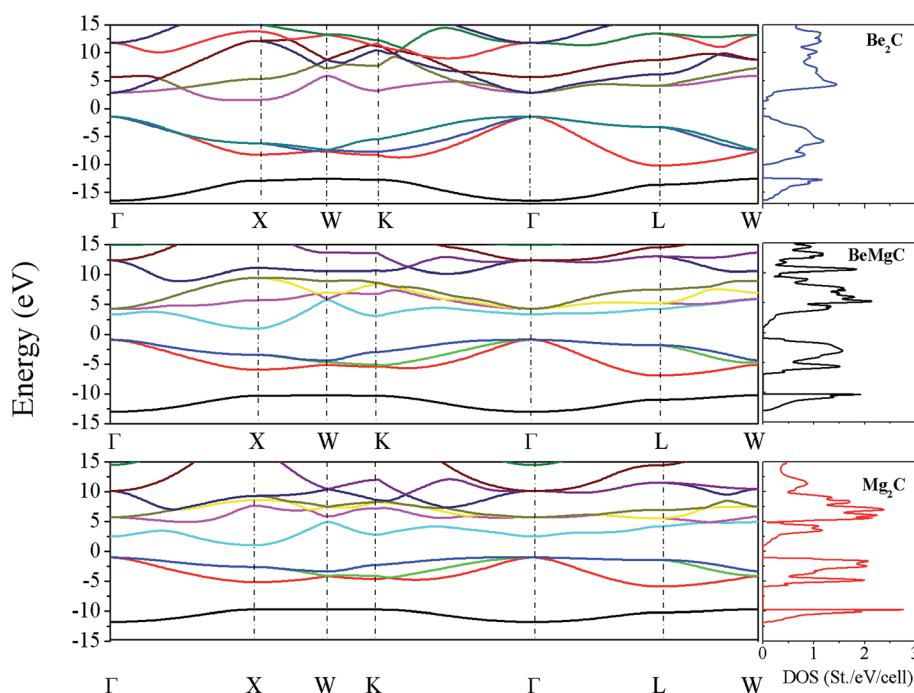 Energy (eV)
15
10
5
0
-5
-10
-15
Γ X W K Γ L W
Be₂C
15
10
5
0
-5
-10
-15
Γ X W K Γ L W
BeMgC
15
10
5
0
-5
-10
-15
Γ X W K Γ L W
Mg₂C
0 1 2 3
DOS (St./eV/cell)